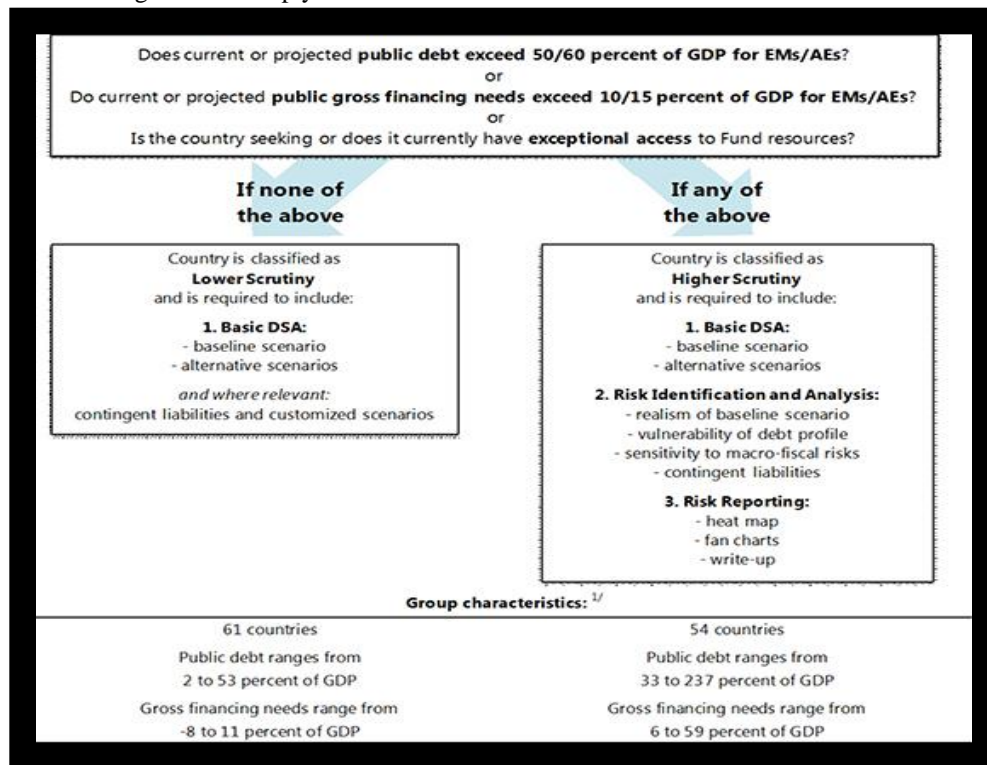 Does current or projected public debt exceed 50/60 percent of GDP for EMs/AEs?
or
Do current or projected public gross financing needs exceed 10/15 percent of GDP for EMs/AEs?
or
Is the country seeking or does it currently have exceptional access to Fund resources?
If none of
the above
If any of
the above
Country is classified as
Lower Scrutiny
and is required to include:
1. Basic DSA:
- baseline scenario
- alternative scenarios
and where relevant:
contingent liabilities and customized scenarios
Country is classified as
Higher Scrutiny
and is required to include:
1. Basic DSA:
- baseline scenario
- alternative scenarios
2. Risk Identification and Analysis:
- realism of baseline scenario
- vulnerability of debt profile
- sensitivity to macro-fiscal risks
- contingent liabilities
3. Risk Reporting:
- heat map
- fan charts
- write-up
Group characteristics: 1/
61 countries
Public debt ranges from
2 to 53 percent of GDP
Gross financing needs range from
-8 to 11 percent of GDP
54 countries
Public debt ranges from
33 to 237 percent of GDP
Gross financing needs range from
6 to 59 percent of GDP